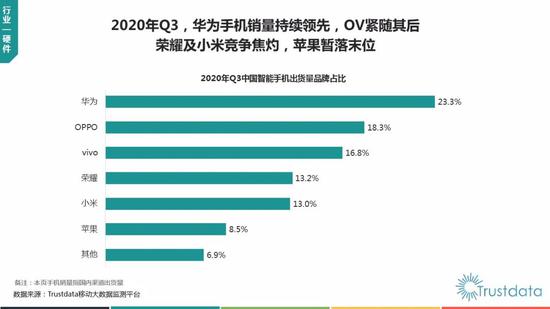 行业|硬件
2020年Q3，华为手机销量持续领先，OV紧随其后
荣耀及小米竞争焦灼，苹果暂落末位
2020年Q3中国智能手机出货量品牌占比
华为 23.3%
OPPO 18.3%
vivo 16.8%
荣耀 13.2%
小米 13.0%
苹果 8.5%
其他 6.9%
备注：本页手机销量指国内渠道出货量
数据来源：Trustdata移动大数据监测平台
Trustdata